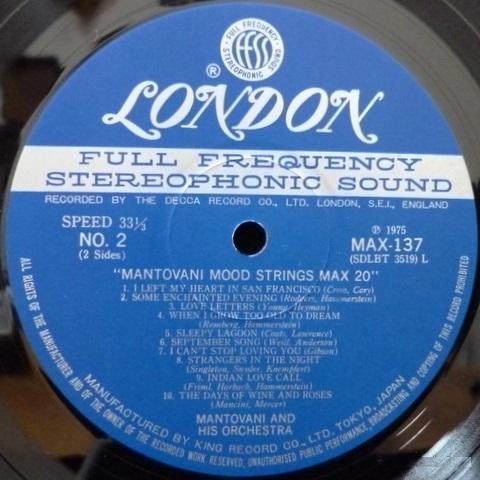 FULL FREQUENCY
FFSS
STEREOPHONIC SOUND
®
LONDON
FULL FREQUENCY
STEREOPHONIC SOUND
RECORDED BY THE DECCA RECORD CO., LTD. LONDON, S.E.I., ENGLAND
SPEED 33⅓
NO. 2
(2 Sides)
℗ 1975
MAX-137
(SDLBT 3519) L
"MANTOVANI MOOD STRINGS MAX 20"
1. I LEFT MY HEART IN SAN FRANCISCO (Cross, Cory)
2. SOME ENCHAINTED EVENING (Rodgers, Hammerstein)
3. LOVE LETTERS (Young, Heyman)
4. WHEN I GROW TOO OLD TO DREAM
(Romberg, Hammerstein)
5. SLEEPY LAGOON (Coats, Lawrence)
6. SEPTEMBER SONG (Weill, Anderson)
7. I CAN'T STOP LOVING YOU (Gibson)
8. STRANGERS IN THE NIGHT
(Singleton, Snyder, Kaempfert)
9. INDIAN LOVE CALL
(Friml, Harbach, Hammerstein)
10. THE DAYS OF WINE AND ROSES
(Mancini, Mercer)
MANTOVANI AND
HIS ORCHESTRA
MANUFACTURED BY KING RECORD CO., LTD. TOKYO, JAPAN
ALL RIGHTS OF THE MANUFACTURER AND OF THE OWNER OF THE RECORDED WORK RESERVED, UNAUTHORISED PUBLIC PERFORMANCE, BROADCASTING AND COPYING OF THIS RECORD PROHIBITED